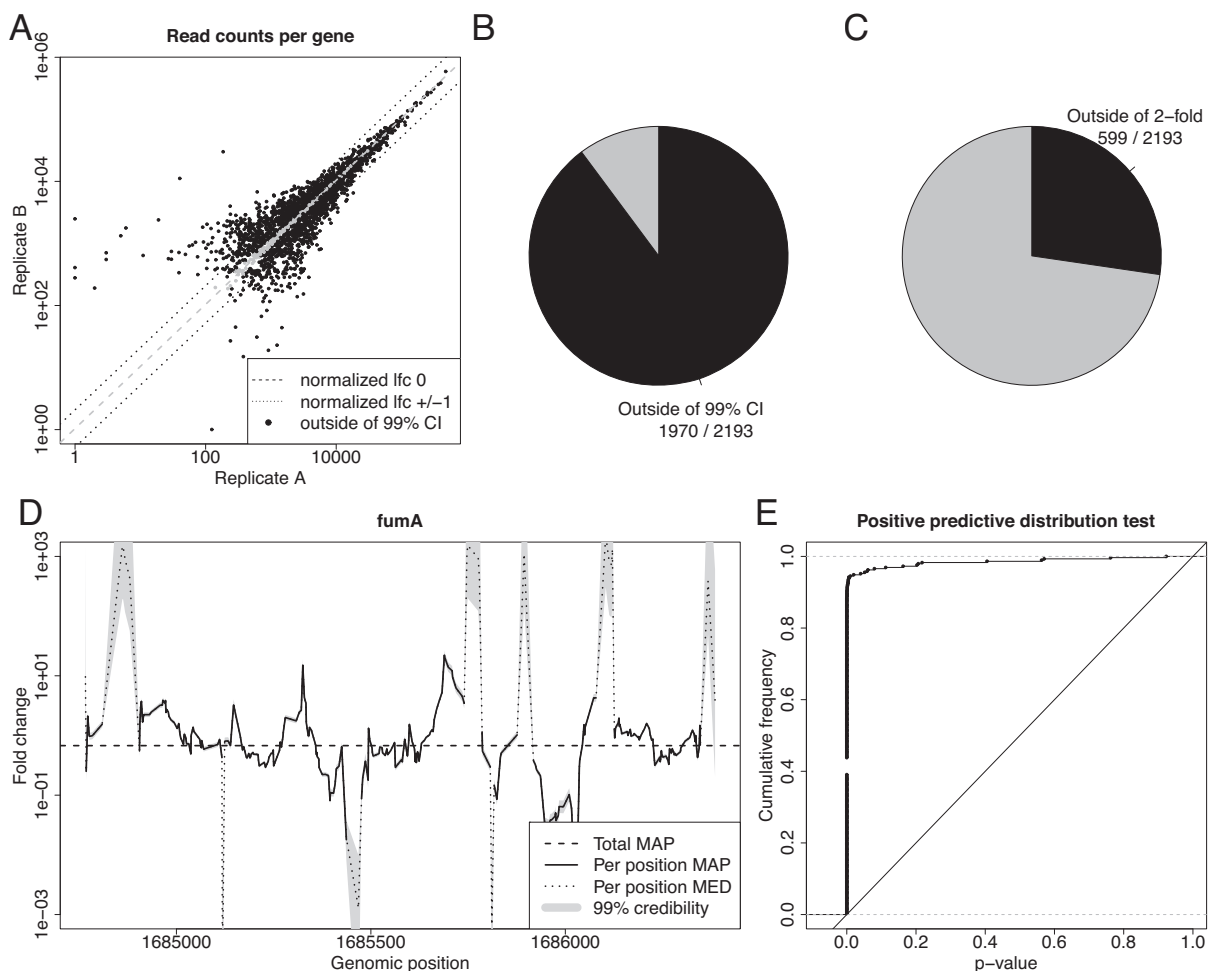 A
Read counts per gene
1e+06
1e+04
1e+02
1e+00
Replicate B
1
100
10000
Replicate A
normalized lfc 0
normalized lfc +/−1
outside of 99% CI
B
Outside of 99% CI
1970 / 2193
C
Outside of 2−fold
599 / 2193
D
fumA
1e+03
1e+01
1e−01
1e−03
Fold change
1685000
1685500
1686000
Genomic position
Total MAP
Per position MAP
Per position MED
99% credibility
E
Positive predictive distribution test
1.0
0.8
0.6
0.4
0.2
0.0
Cumulative frequency
0.0
0.2
0.4
0.6
0.8
1.0
p−value